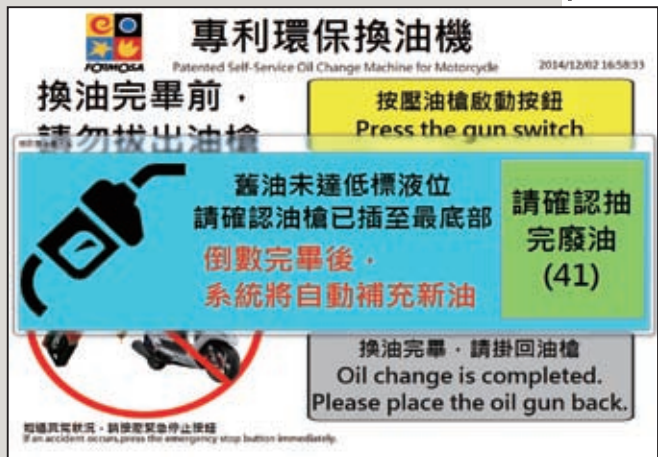 FORMOSA
專利環保換油機
Patented Self-Service Oil Change Machine for Motorcycle
2014/12/02 16:58:33
換油完畢前，
請勿拔出油槍
按壓油槍啟動按鈕
Press the gun switch
舊油未達低標液位
請確認油槍已插至最底部
倒數完畢後，
系統將自動補充新油
請確認抽
完廢油
(41)
換油完畢，請掛回油槍
Oil change is completed.
Please place the oil gun back.
如遇異常狀況，請按壓緊急停止按鈕
If an accident occurs,press the emergency stop button immediately.